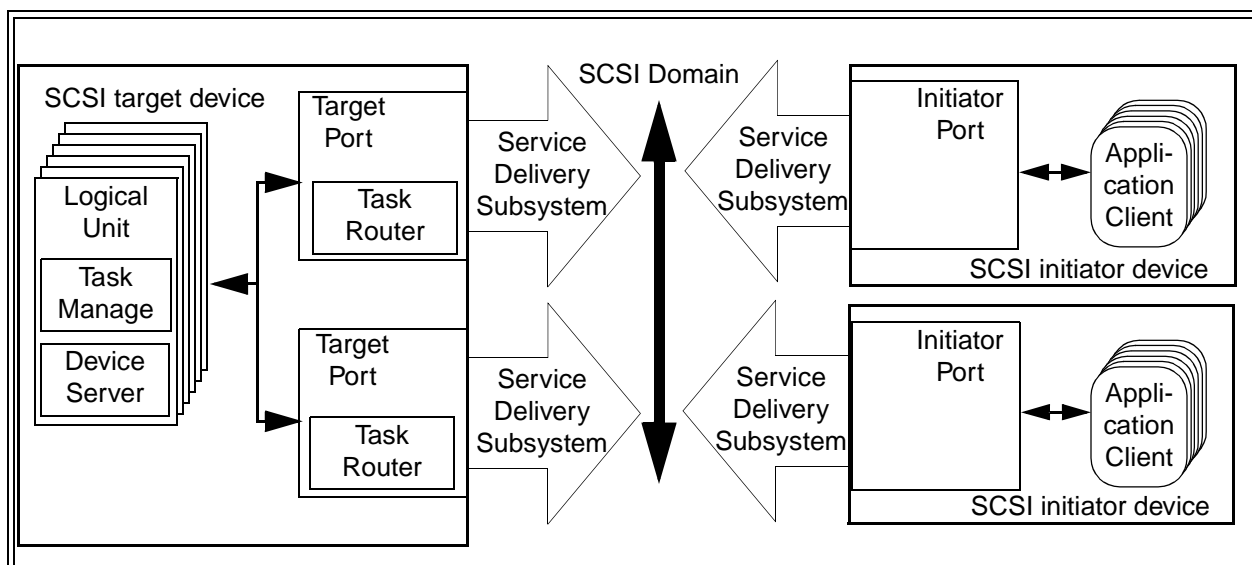 SCSI target device
Logical
Unit
Task
Manage
Device
Server
Target
Port
Task
Router
Target
Port
Task
Router
Service
Delivery
Subsystem
Service
Delivery
Subsystem
SCSI Domain
Service
Delivery
Subsystem
Service
Delivery
Subsystem
Initiator
Port
Appli-
cation
Client
SCSI initiator device
Initiator
Port
Appli-
cation
Client
SCSI initiator device